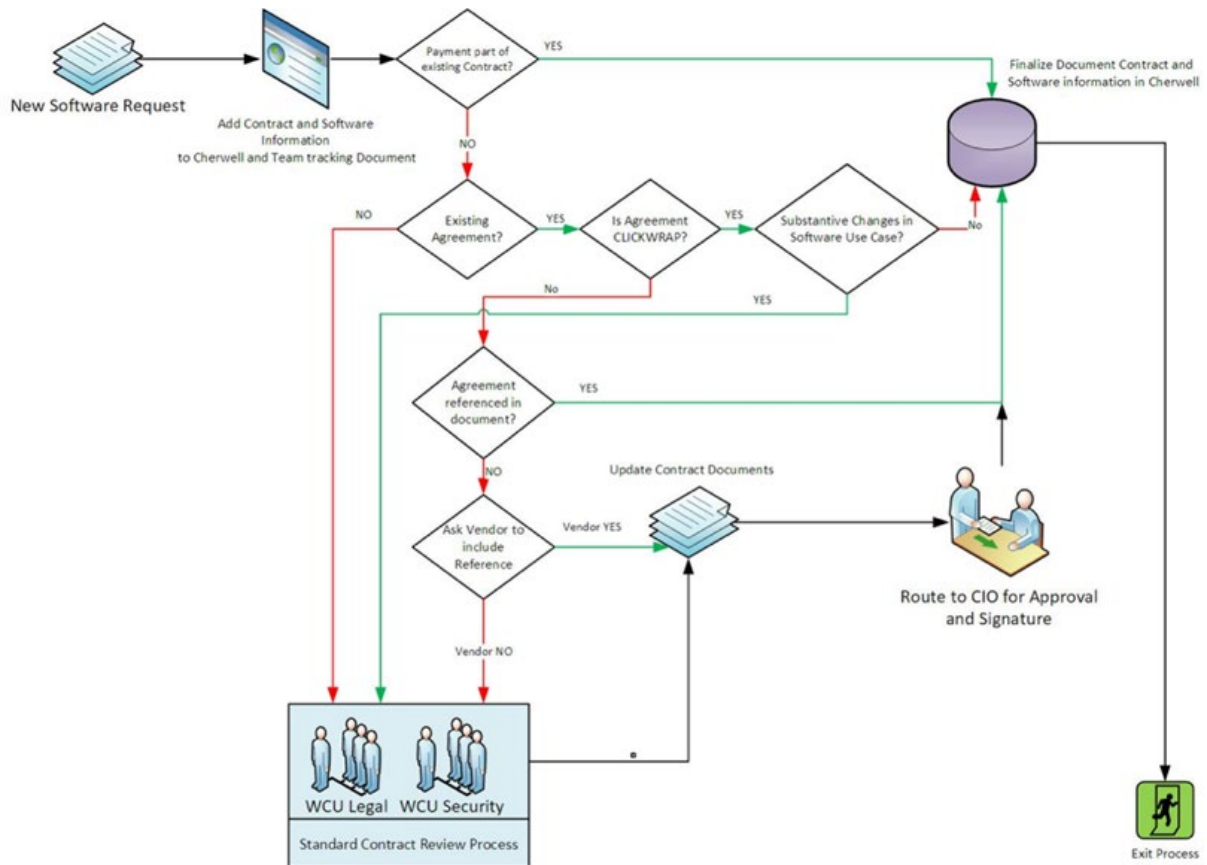 New Software Request
Add Contract and Software
Information
to Cherwell and Team tracking Document
Payment part of
existing Contract?
YES
Finalize Document Contract and
Software information in Cherwell
NO
NO
Existing
Agreement?
YES
Is Agreement
CLICKWRAP?
YES
Substantive Changes in
Software Use Case?
No
No
YES
Agreement
referenced in
document?
YES
NO
Update Contract Documents
Ask Vendor to
include
Reference
Vendor YES
Route to CIO for Approval
and Signature
Vendor NO
WCU Legal
WCU Security
Standard Contract Review Process
Exit Process